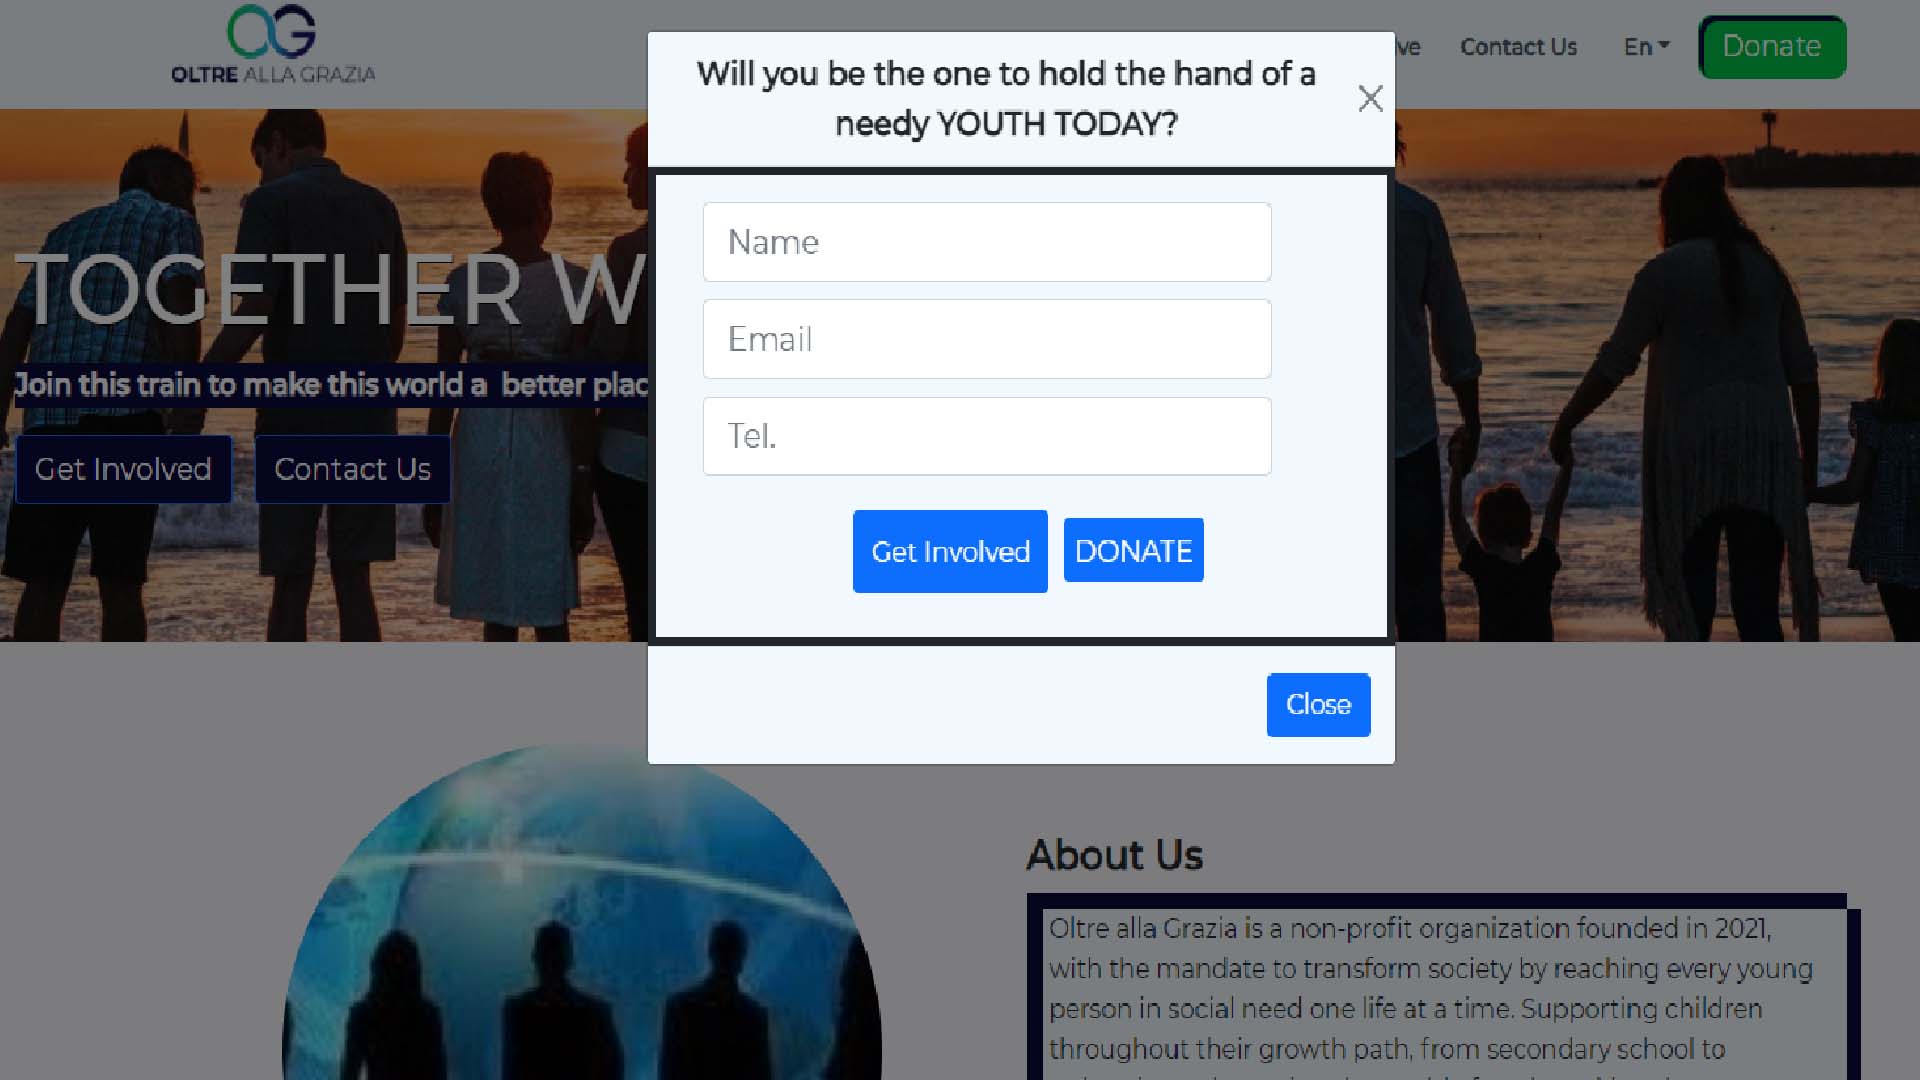 OLTRE ALLA GRAZIA
ve
Contact Us
En
Donate
Will you be the one to hold the hand of a
needy YOUTH TODAY?
Name
Email
Tel.
Get Involved
DONATE
Close
TOGETHER W
Join this train to make this world a better plac
Get Involved
Contact Us
About Us
Oltre alla Grazia is a non-profit organization founded in 2021,
with the mandate to transform society by reaching every young
person in social need one life at a time. Supporting children
throughout their growth path, from secondary school to